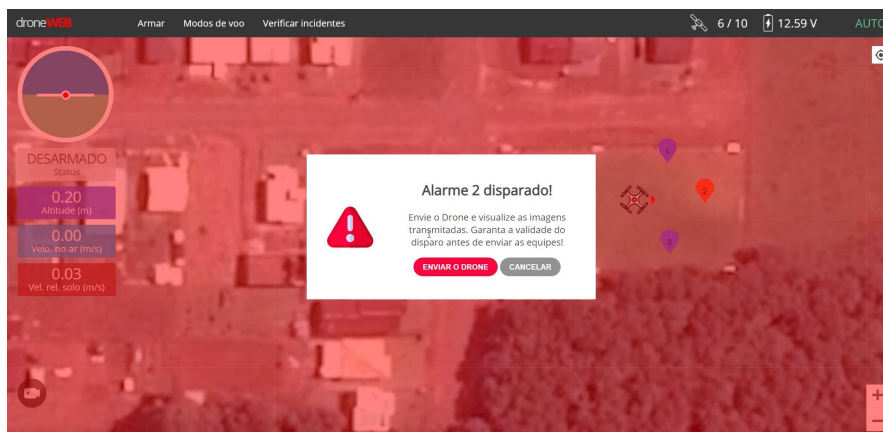 droneWEB Armar Modos de voo Verificar incidentes 6 / 10 12.59 V AUTO
DESARMADO
Status
0.20
Altitude (m)
0.00
Velo. no ar (m/s)
0.03
Vel. rel. solo (m/s)
Alarme 2 disparado!
Envie o Drone e visualize as imagens
transmitadas. Garanta a validade do
disparo antes de enviar as equipes!
ENVIAR O DRONE CANCELAR
1
2
3
+
−